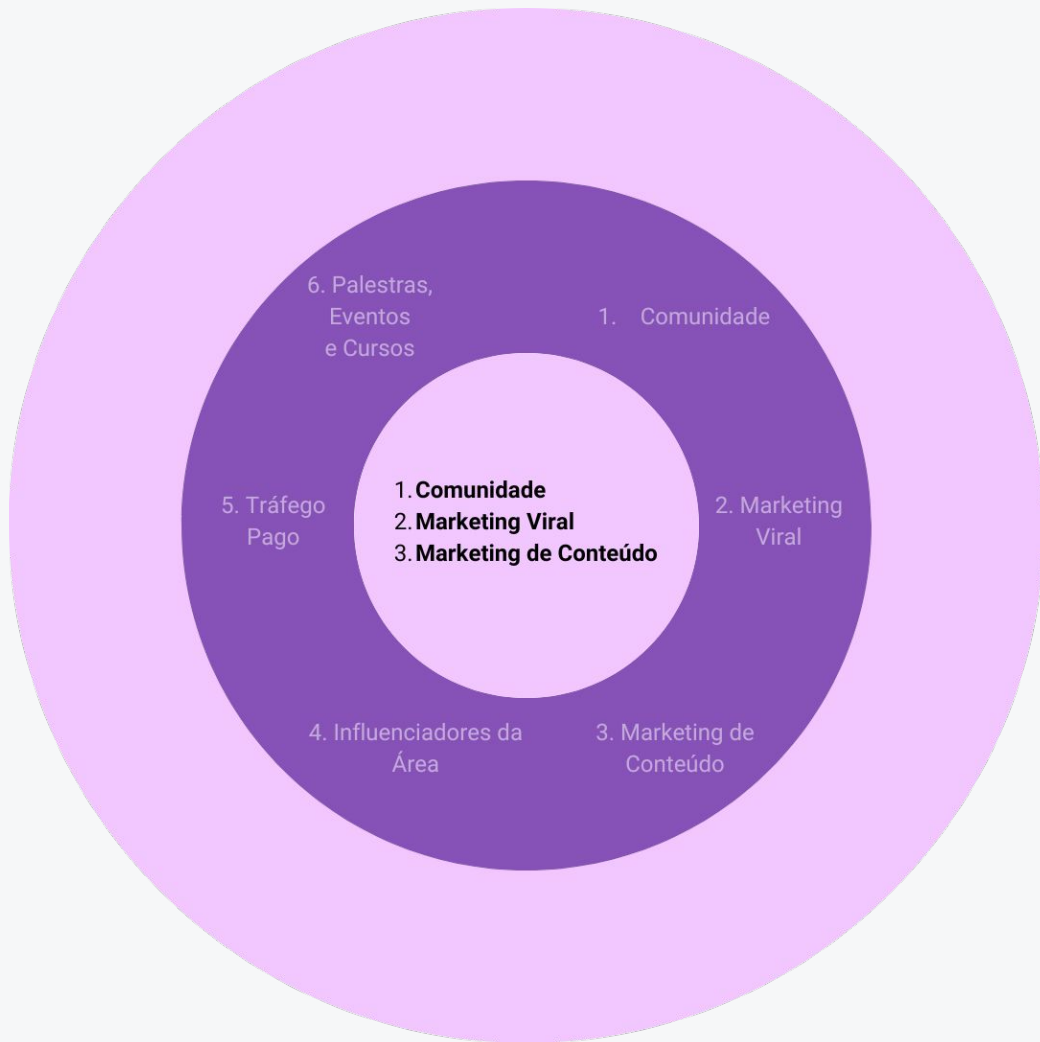 6. Palestras,
Eventos
e Cursos
1. Comunidade
5. Tráfego
Pago
1. Comunidade
2. Marketing Viral
3. Marketing de Conteúdo
2. Marketing
Viral
4. Influenciadores da
Área
3. Marketing de
Conteúdo